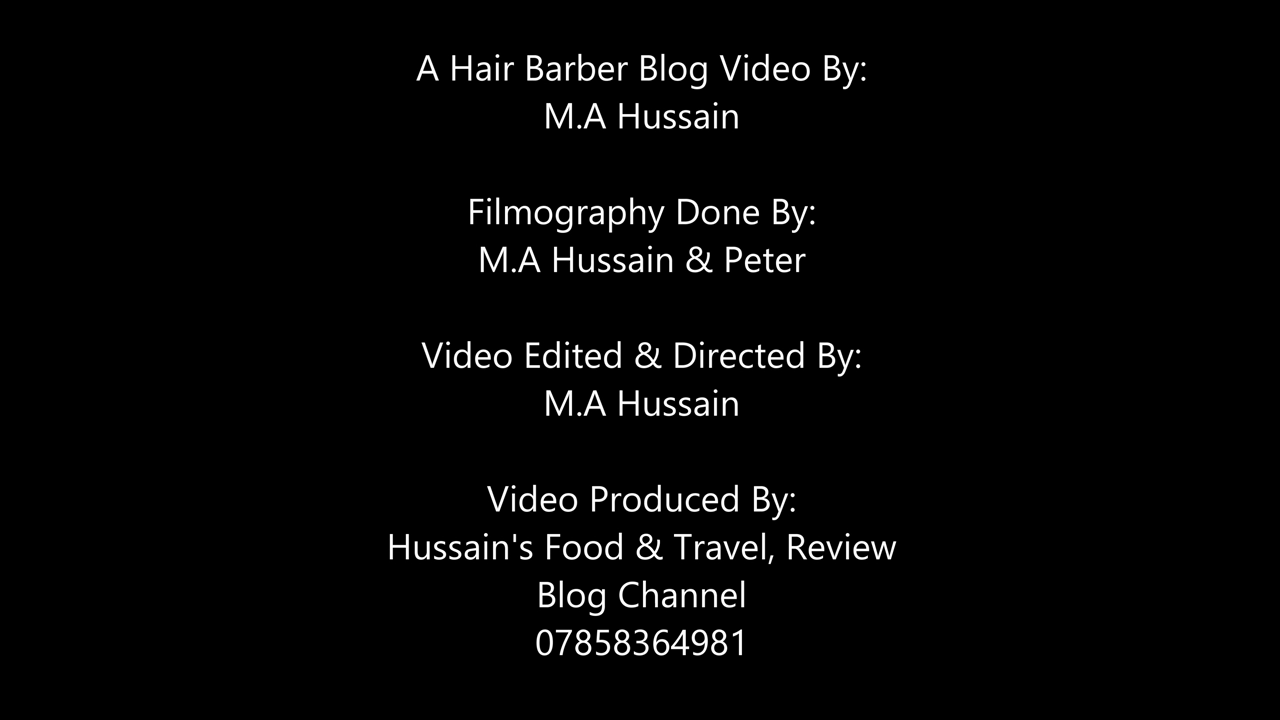 A Hair Barber Blog Video By:
M.A Hussain
Filmography Done By:
M.A Hussain & Peter
Video Edited & Directed By:
M.A Hussain
Video Produced By:
Hussain's Food & Travel, Review
Blog Channel
07858364981